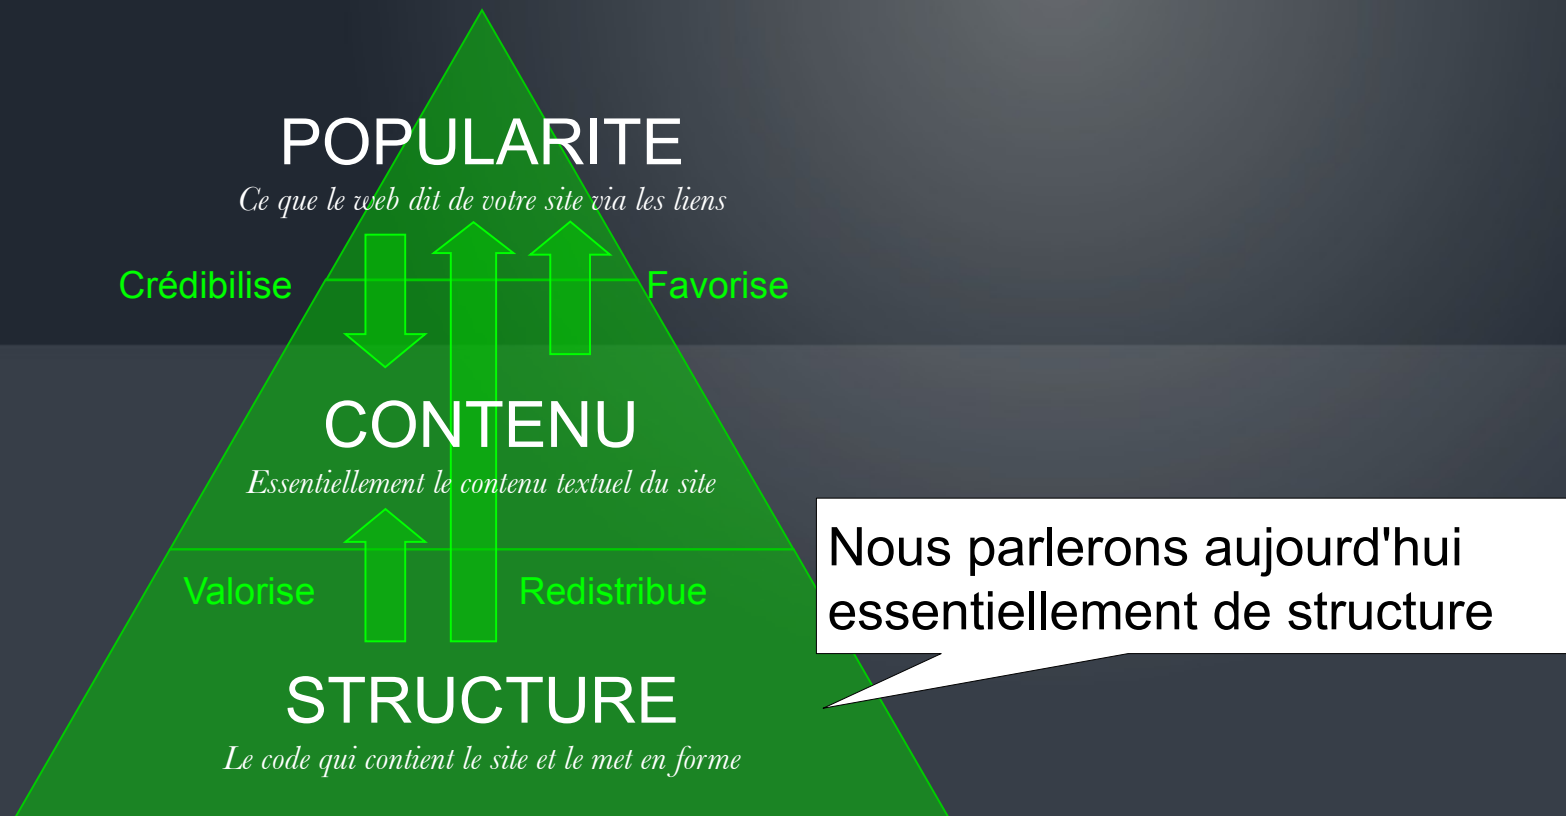 POPULARITE
Ce que le web dit de votre site via les liens
Crédibilise
Favorise
CONTENU
Essentiellement le contenu textuel du site
Nous parlerons aujourd'hui
essentiellement de structure
Valorise
Redistribue
STRUCTURE
Le code qui contient le site et le met en forme